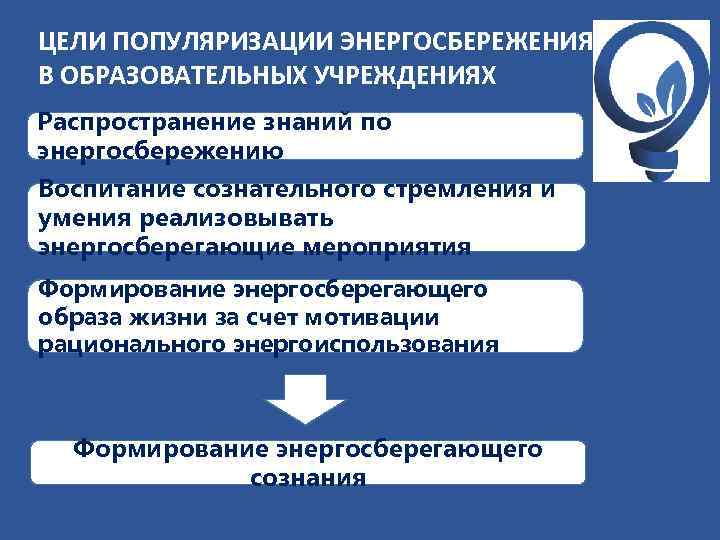 ЦЕЛИ ПОПУЛЯРИЗАЦИИ ЭНЕРГОСБЕРЕЖЕНИЯ
В ОБРАЗОВАТЕЛЬНЫХ УЧРЕЖДЕНИЯХ
Распространение знаний по
энергосбережению
Воспитание сознательного стремления и
умения реализовывать
энергосберегающие мероприятия
Формирование энергосберегающего
образа жизни за счет мотивации
рационального энергоиспользования
Формирование энергосберегающего
сознания